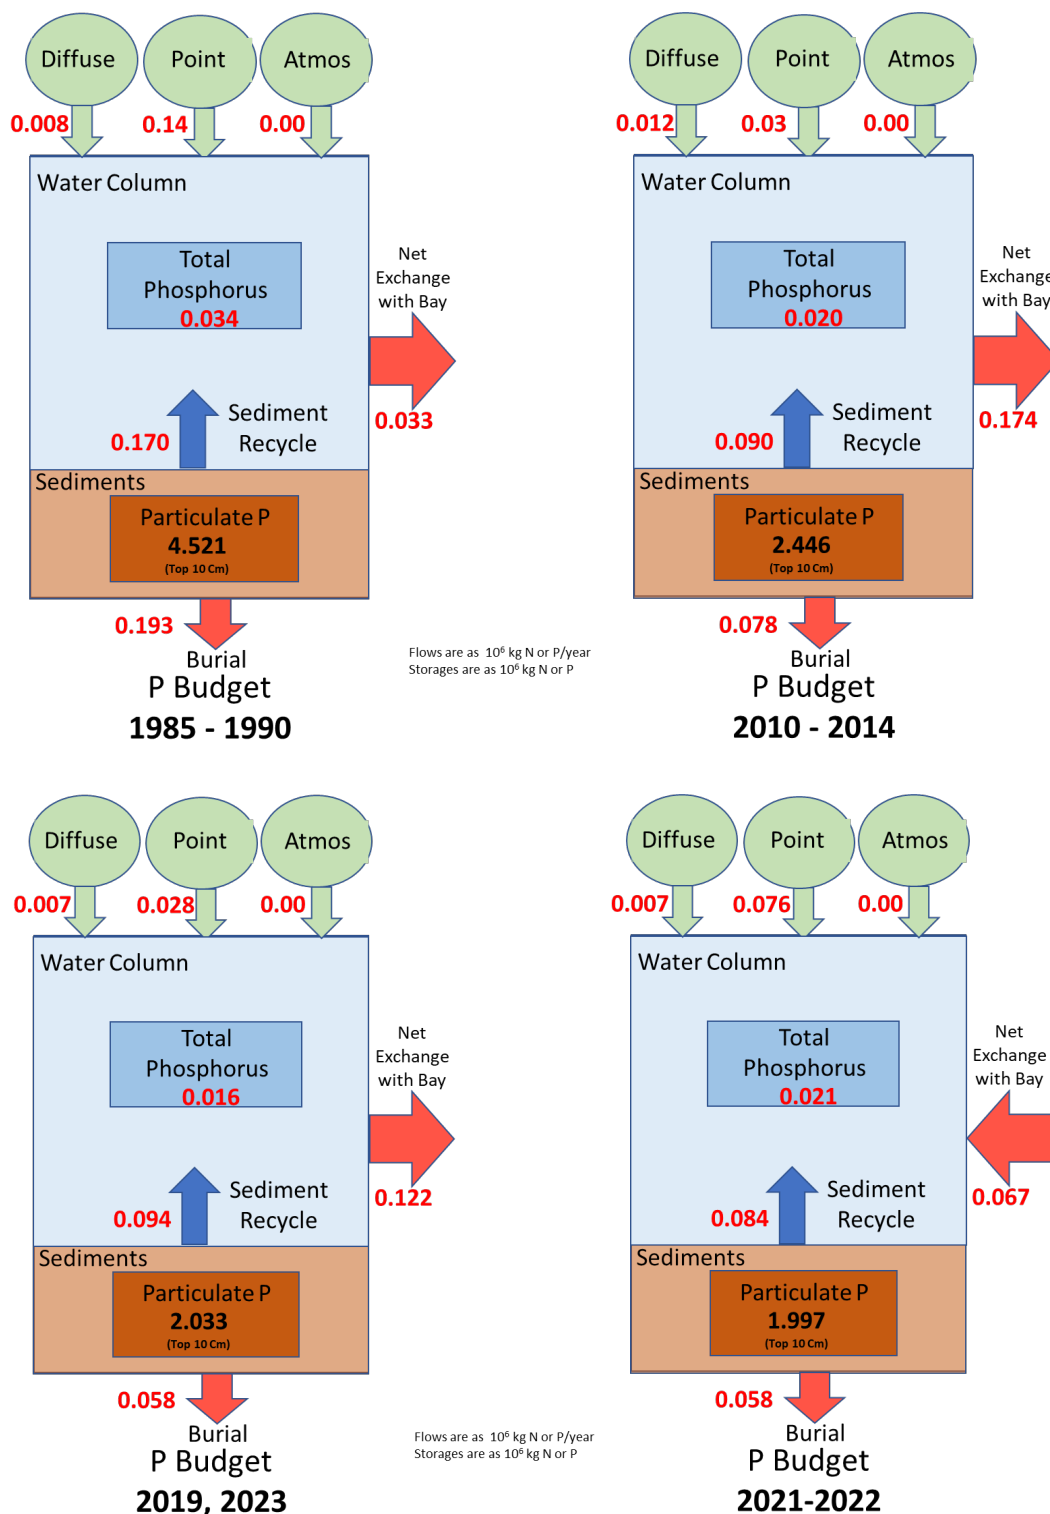 Diffuse
Point
Atmos
0.008
0.14
0.00
Water Column
Total
Phosphorus
0.034
Net
Exchange
with Bay
0.033
Sediment
Recycle
0.170
Sediments
Particulate P
4.521
(Top 10 Cm)
0.193
Burial
P Budget
1985 - 1990
Diffuse
Point
Atmos
0.012
0.03
0.00
Water Column
Total
Phosphorus
0.020
Net
Exchange
with Bay
0.174
Sediment
Recycle
0.090
Sediments
Particulate P
2.446
(Top 10 Cm)
0.078
Burial
P Budget
2010 - 2014
Flows are as 10⁶ kg N or P/year
Storages are as 10⁶ kg N or P
Diffuse
Point
Atmos
0.007
0.028
0.00
Water Column
Total
Phosphorus
0.016
Net
Exchange
with Bay
0.122
Sediment
Recycle
0.094
Sediments
Particulate P
2.033
(Top 10 Cm)
0.058
Burial
P Budget
2019, 2023
Diffuse
Point
Atmos
0.007
0.076
0.00
Water Column
Total
Phosphorus
0.021
Net
Exchange
with Bay
0.067
Sediment
Recycle
0.084
Sediments
Particulate P
1.997
(Top 10 Cm)
0.058
Burial
P Budget
2021-2022
Flows are as 10⁶ kg N or P/year
Storages are as 10⁶ kg N or P